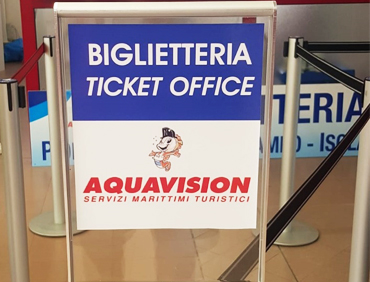 BIGLIETTERIA
TICKET OFFICE
AQUAVISION
SERVIZI MARITTIMI TURISTICI